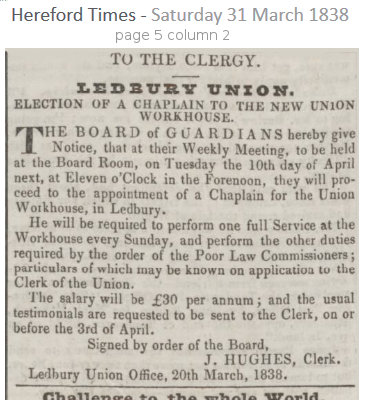 Hereford Times - Saturday 31 March 1838
page 5 column 2
TO THE CLERGY.
LEDBURY UNION.
ELECTION OF A CHAPLAIN TO THE NEW UNION
WORKHOUSE.
THE BOARD of GUARDIANS hereby give
Notice, that at their Weekly Meeting, to be held
at the Board Room, on Tuesday the 10th day of April
next, at Eleven o'Clock in the Forenoon, they will pro-
ceed to the appointment of a Chaplain for the Union
Workhouse, in Ledbury.
He will be required to perform one full Service at the
Workhouse every Sunday, and perform the other duties
required by the order of the Poor Law Commissioners;
particulars of which may be known on application to the
Clerk of the Union.
The salary will be £30 per annum; and the usual
testimonials are requested to be sent to the Clerk, on or
before the 3rd of April.
Signed by order of the Board,
J. HUGHES, Clerk.
Ledbury Union Office, 20th March, 1838.
Challenge to the whole World.